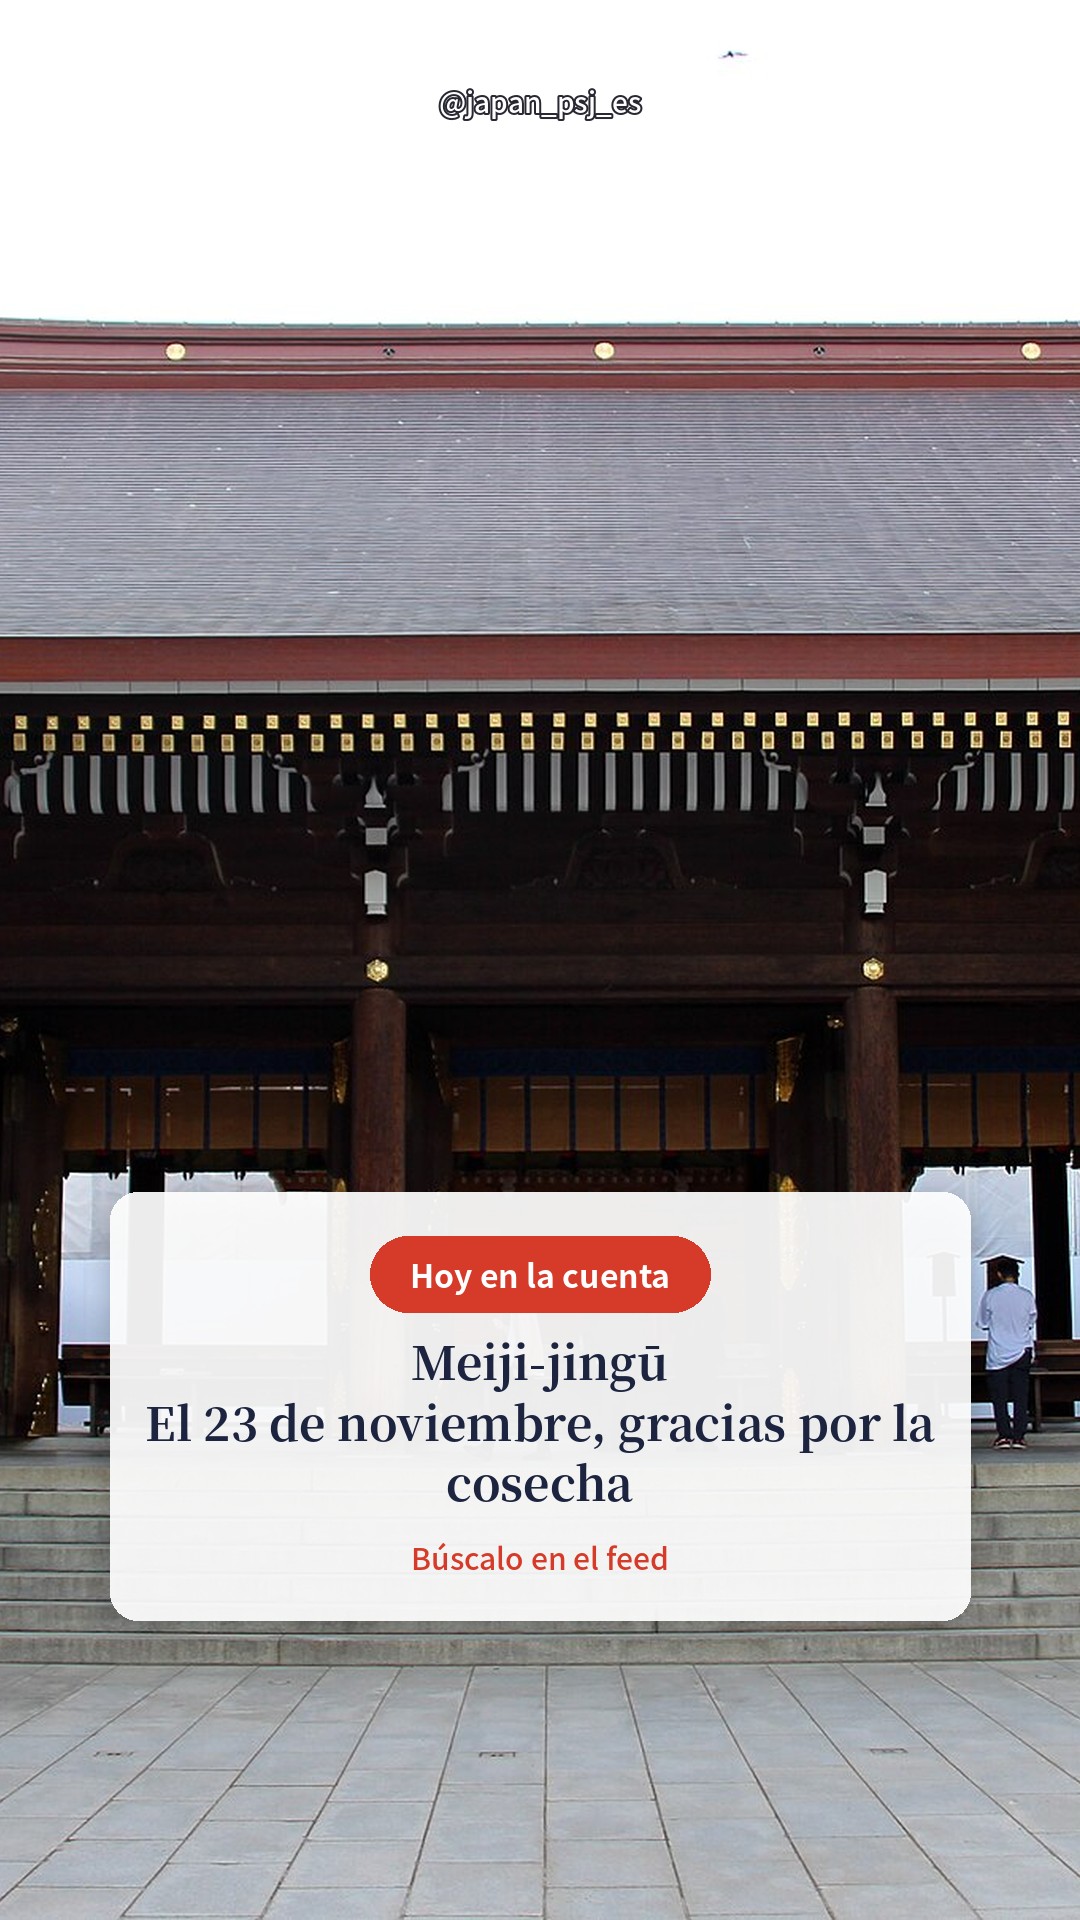 @japan_psj_es
Hoy en la cuenta
Meiji-jingū
El 23 de noviembre, gracias por la
cosecha
Búscalo en el feed